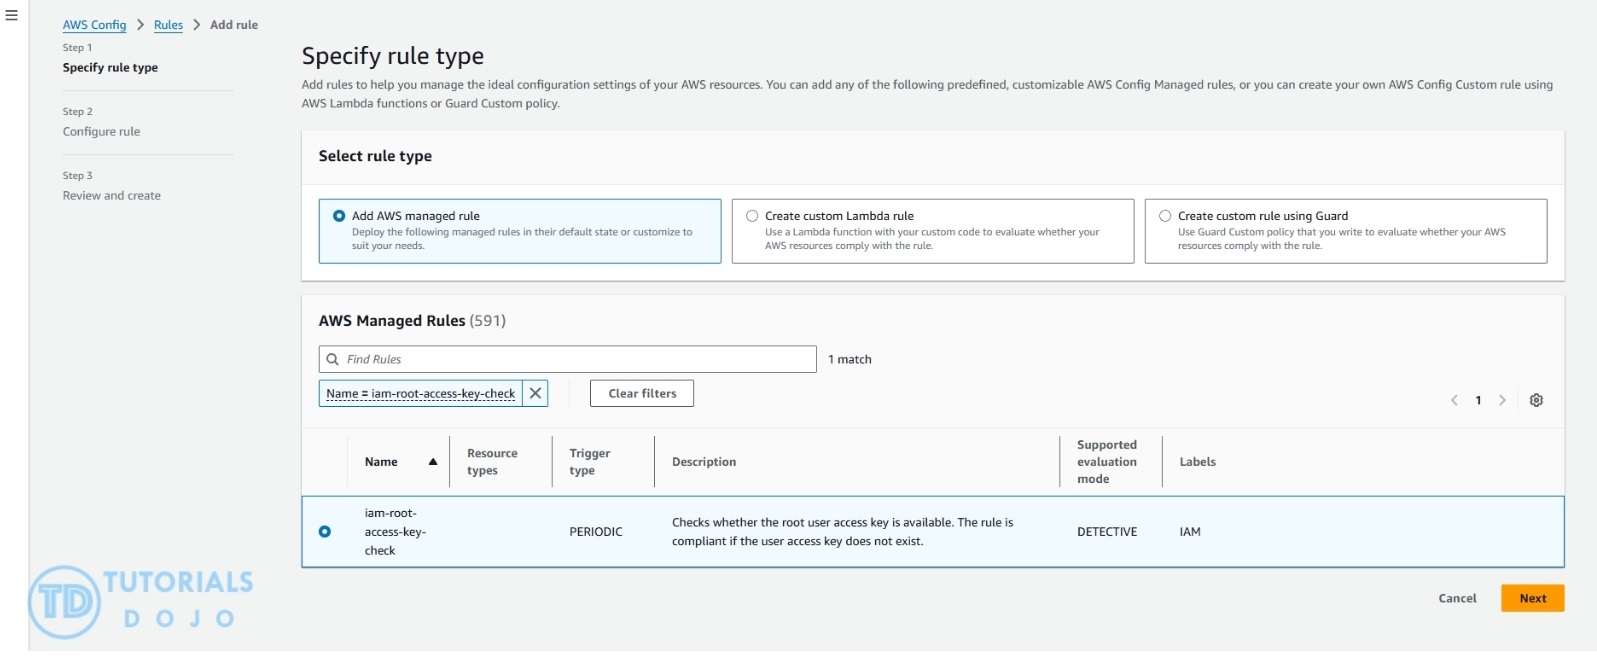 AWS Config > Rules > Add rule
Step 1
Specify rule type
Step 2
Configure rule
Step 3
Review and create
Specify rule type
Add rules to help you manage the ideal configuration settings of your AWS resources. You can add any of the following predefined, customizable AWS Config Managed rules, or you can create your own AWS Config Custom rule using
AWS Lambda functions or Guard Custom policy.
Select rule type
Add AWS managed rule
Deploy the following managed rules in their default state or customize to
suit your needs.
Create custom Lambda rule
Use a Lambda function with your custom code to evaluate whether your
AWS resources comply with the rule.
Create custom rule using Guard
Use Guard Custom policy that you write to evaluate whether your AWS
resources comply with the rule.
AWS Managed Rules (591)
Find Rules
1 match
Name = iam-root-access-key-check
Clear filters
1
Name
Resource
types
Trigger
type
Description
Supported
evaluation
mode
Labels
iam-root-
access-key-
check
PERIODIC
Checks whether the root user access key is available. The rule is
compliant if the user access key does not exist.
DETECTIVE
IAM
TD
TUTORIALS
DOJO
Cancel
Next